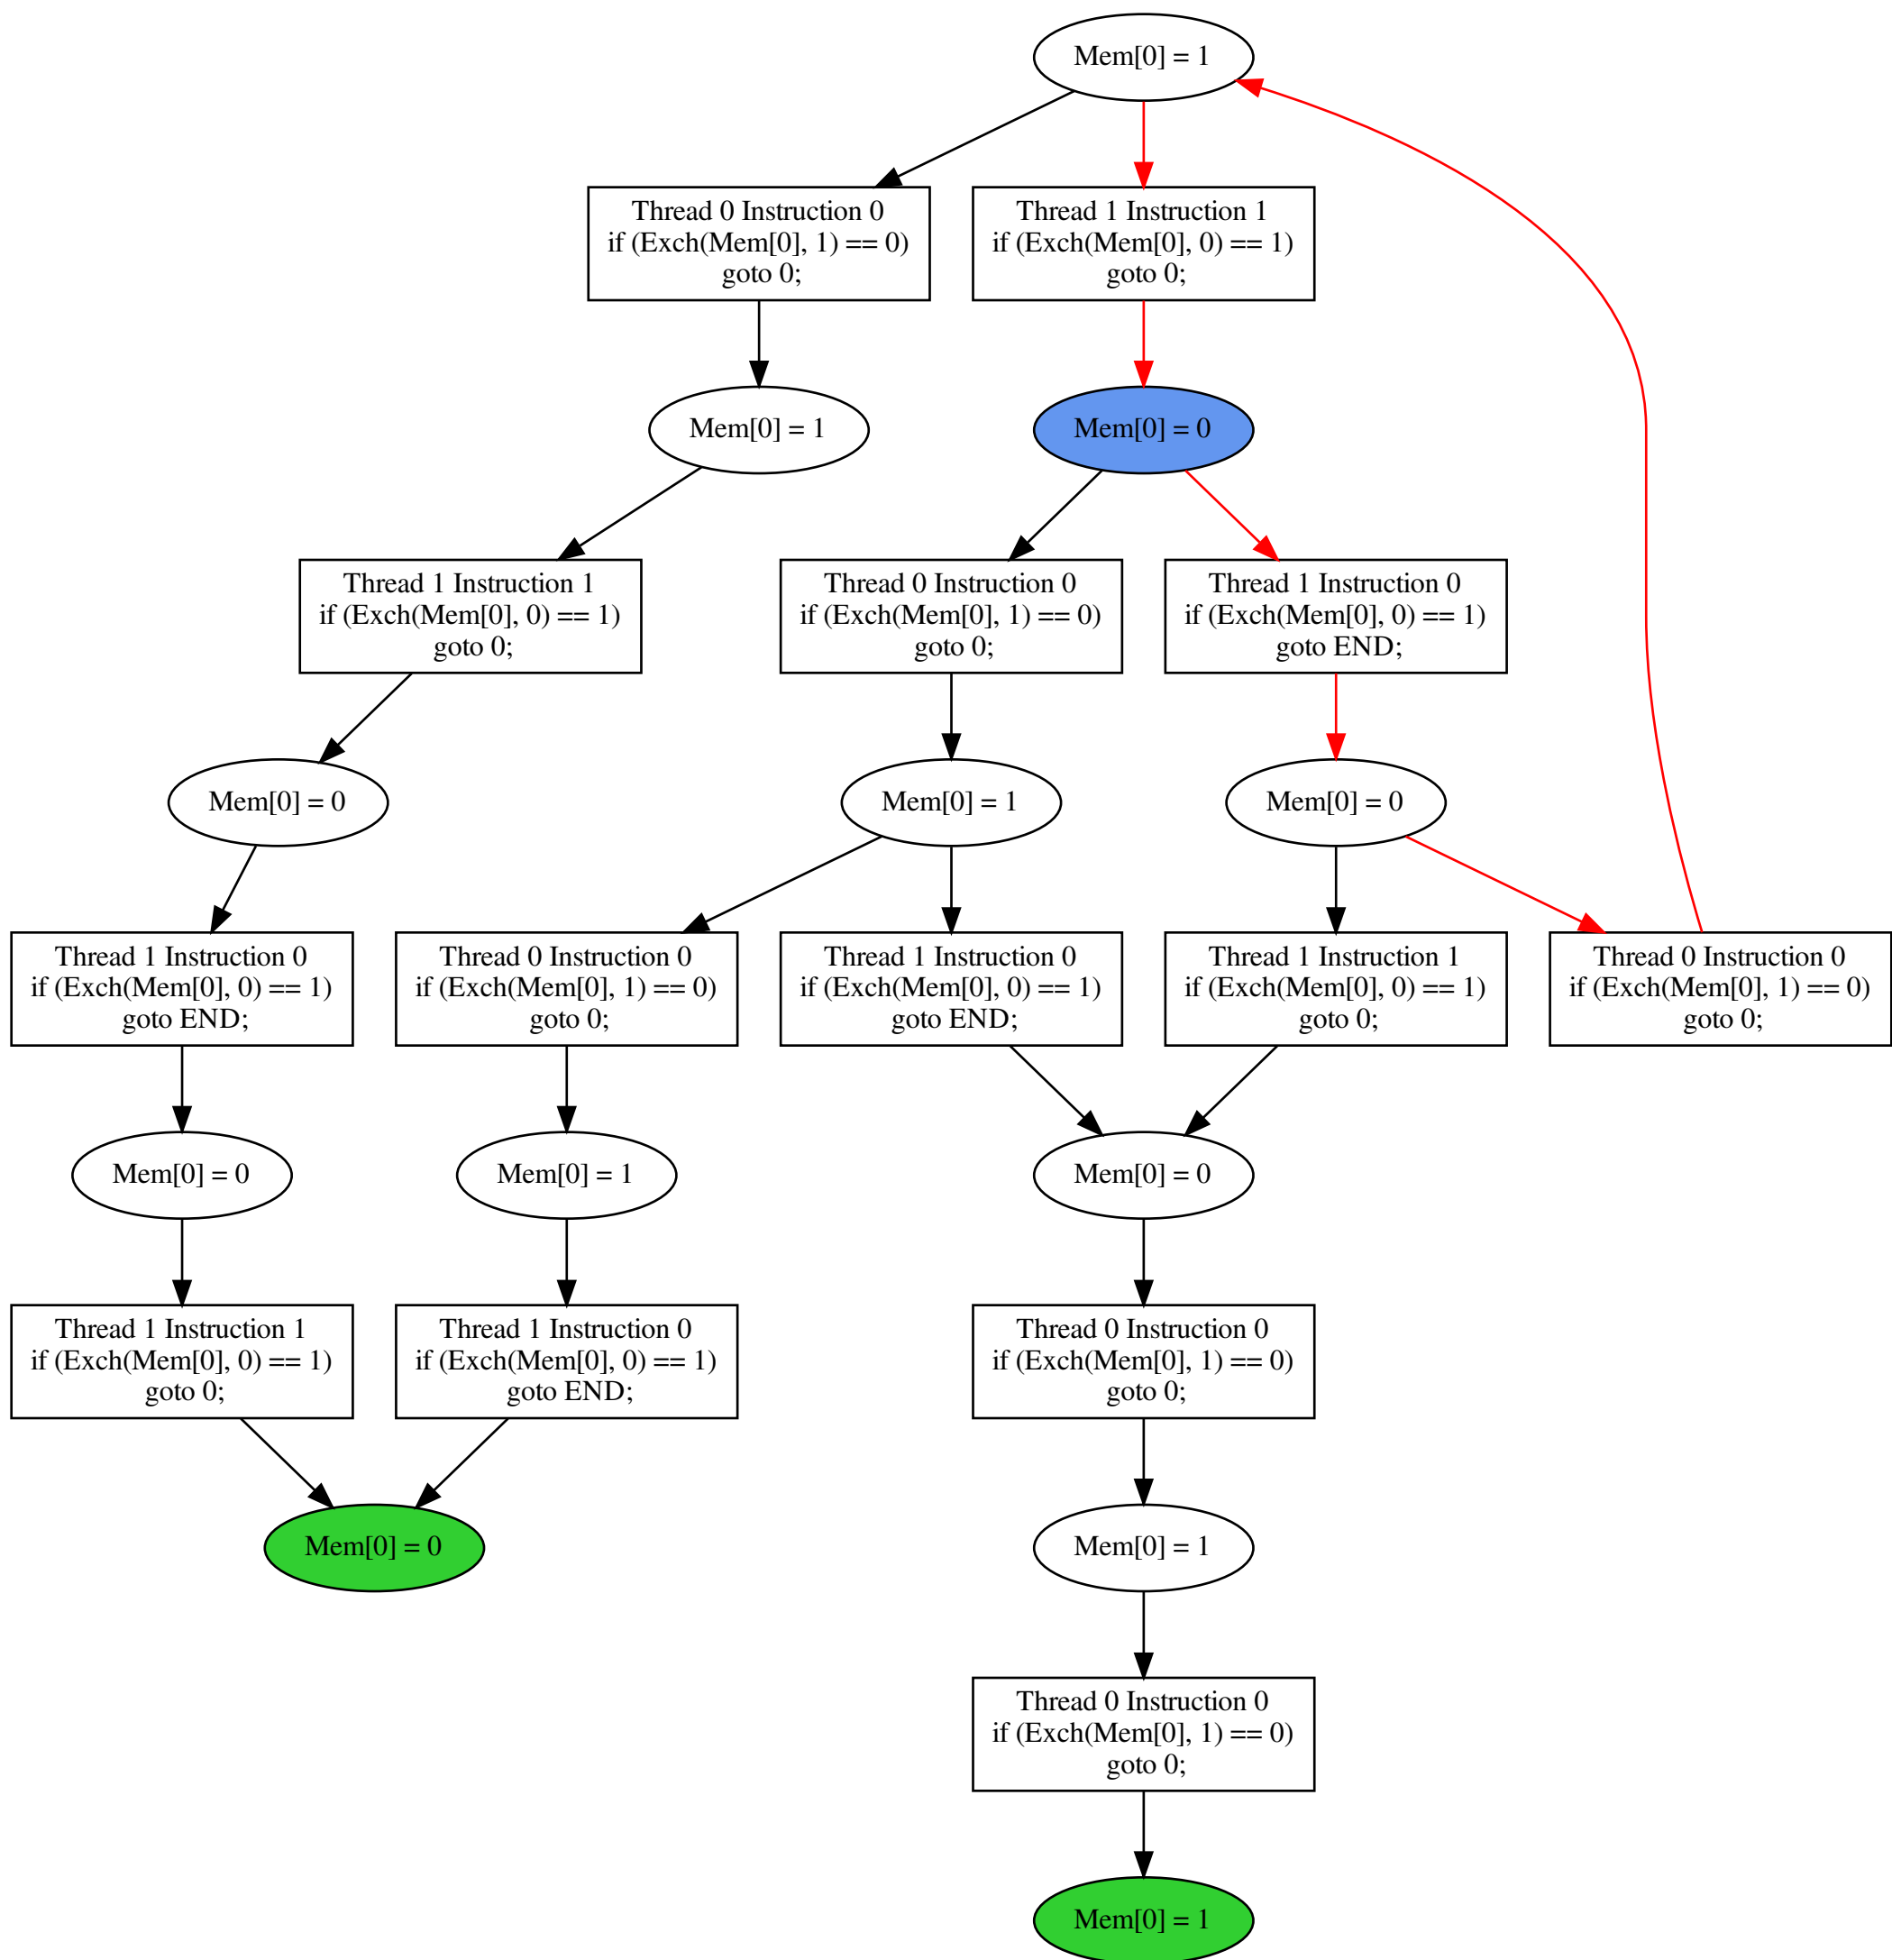 Mem[0] = 1
Thread 0 Instruction 0
if (Exch(Mem[0], 1) == 0)
goto 0;
Thread 1 Instruction 1
if (Exch(Mem[0], 0) == 1)
goto 0;
Mem[0] = 1
Mem[0] = 0
Thread 1 Instruction 1
if (Exch(Mem[0], 0) == 1)
goto 0;
Thread 0 Instruction 0
if (Exch(Mem[0], 1) == 0)
goto 0;
Thread 1 Instruction 0
if (Exch(Mem[0], 0) == 1)
goto END;
Mem[0] = 0
Mem[0] = 1
Mem[0] = 0
Thread 1 Instruction 0
if (Exch(Mem[0], 0) == 1)
goto END;
Thread 0 Instruction 0
if (Exch(Mem[0], 1) == 0)
goto 0;
Thread 1 Instruction 0
if (Exch(Mem[0], 0) == 1)
goto END;
Thread 1 Instruction 1
if (Exch(Mem[0], 0) == 1)
goto 0;
Thread 0 Instruction 0
if (Exch(Mem[0], 1) == 0)
goto 0;
Mem[0] = 0
Mem[0] = 1
Mem[0] = 0
Thread 1 Instruction 1
if (Exch(Mem[0], 0) == 1)
goto 0;
Thread 1 Instruction 0
if (Exch(Mem[0], 0) == 1)
goto END;
Thread 0 Instruction 0
if (Exch(Mem[0], 1) == 0)
goto 0;
Mem[0] = 0
Mem[0] = 1
Thread 0 Instruction 0
if (Exch(Mem[0], 1) == 0)
goto 0;
Mem[0] = 1